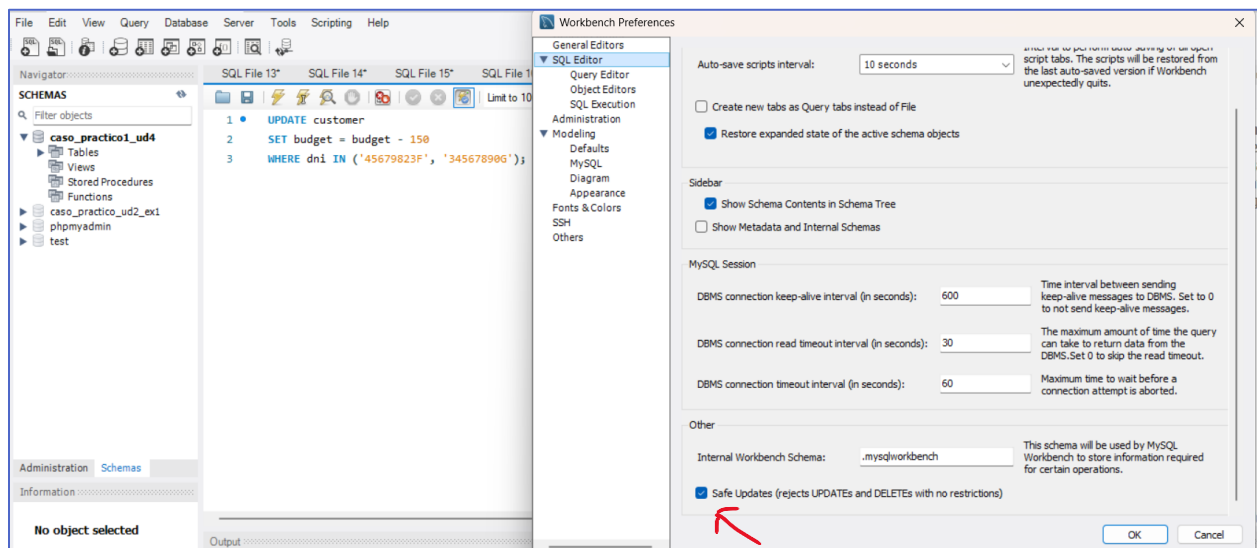 File Edit View Query Database Server Tools Scripting Help
Navigator
SCHEMAS
Filter objects
caso_practico1_ud4
Tables
Views
Stored Procedures
Functions
caso_practico_ud2_ex1
phpmyadmin
test
Administration Schemas
Information
No object selected
SQL File 13* SQL File 14* SQL File 15* SQL File 1
Limit to 10
1 UPDATE customer
2 SET budget = budget - 150
3 WHERE dni IN ('45679823F', '34567890G');
Output
Workbench Preferences
General Editors
SQL Editor
Query Editor
Object Editors
SQL Execution
Administration
Modeling
Defaults
MySQL
Diagram
Appearance
Fonts & Colors
SSH
Others
Auto-save scripts interval: 10 seconds
Interval to perform auto-saving of all open
script tabs. The scripts will be restored from
the last auto-saved version if Workbench
unexpectedly quits.
Create new tabs as Query tabs instead of File
Restore expanded state of the active schema objects
Sidebar
Show Schema Contents in Schema Tree
Show Metadata and Internal Schemas
MySQL Session
DBMS connection keep-alive interval (in seconds): 600
Time interval between sending
keep-alive messages to DBMS. Set to 0
to not send keep-alive messages.
DBMS connection read timeout interval (in seconds): 30
The maximum amount of time the query
can take to return data from the
DBMS.Set 0 to skip the read timeout.
DBMS connection timeout interval (in seconds): 60
Maximum time to wait before a
connection attempt is aborted.
Other
Internal Workbench Schema: .mysqlworkbench
This schema will be used by MySQL
Workbench to store information required
for certain operations.
Safe Updates (rejects UPDATEs and DELETEs with no restrictions)
OK Cancel